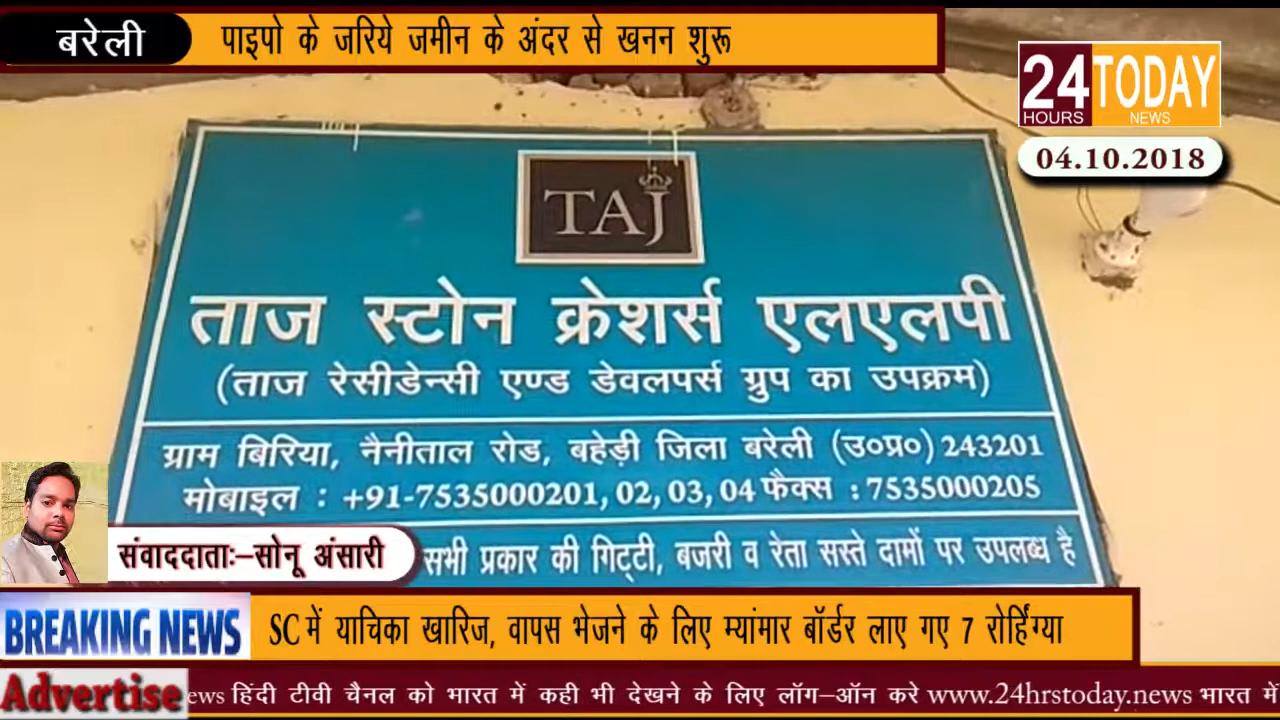 बरेली
पाइपो के जरिये जमीन के अंदर से खनन शुरू
24 TODAY
HOURS NEWS
04.10.2018
TAJ
ताज स्टोन क्रेशर्स एलएलपी
(ताज रेसीडेन्सी एण्ड डेवलपर्स ग्रुप का उपक्रम)
ग्राम बिरिया, नैनीताल रोड, बहेड़ी जिला बरेली (उ०प्र०) 243201
मोबाइल : +91-7535000201, 02, 03, 04 फैक्स : 7535000205
सभी प्रकार की गिट्टी, बजरी व रेता सस्ते दामों पर उपलब्ध है
संवाददाताः–सोनू अंसारी
BREAKING NEWS
SC में याचिका खारिज, वापस भेजने के लिए म्यांमार बॉर्डर लाए गए 7 रोहिंग्या
Advertise
ews हिंदी टीवी चैनल को भारत में कही भी देखने के लिए लॉग–ऑन करे www.24hrstoday.news भारत में